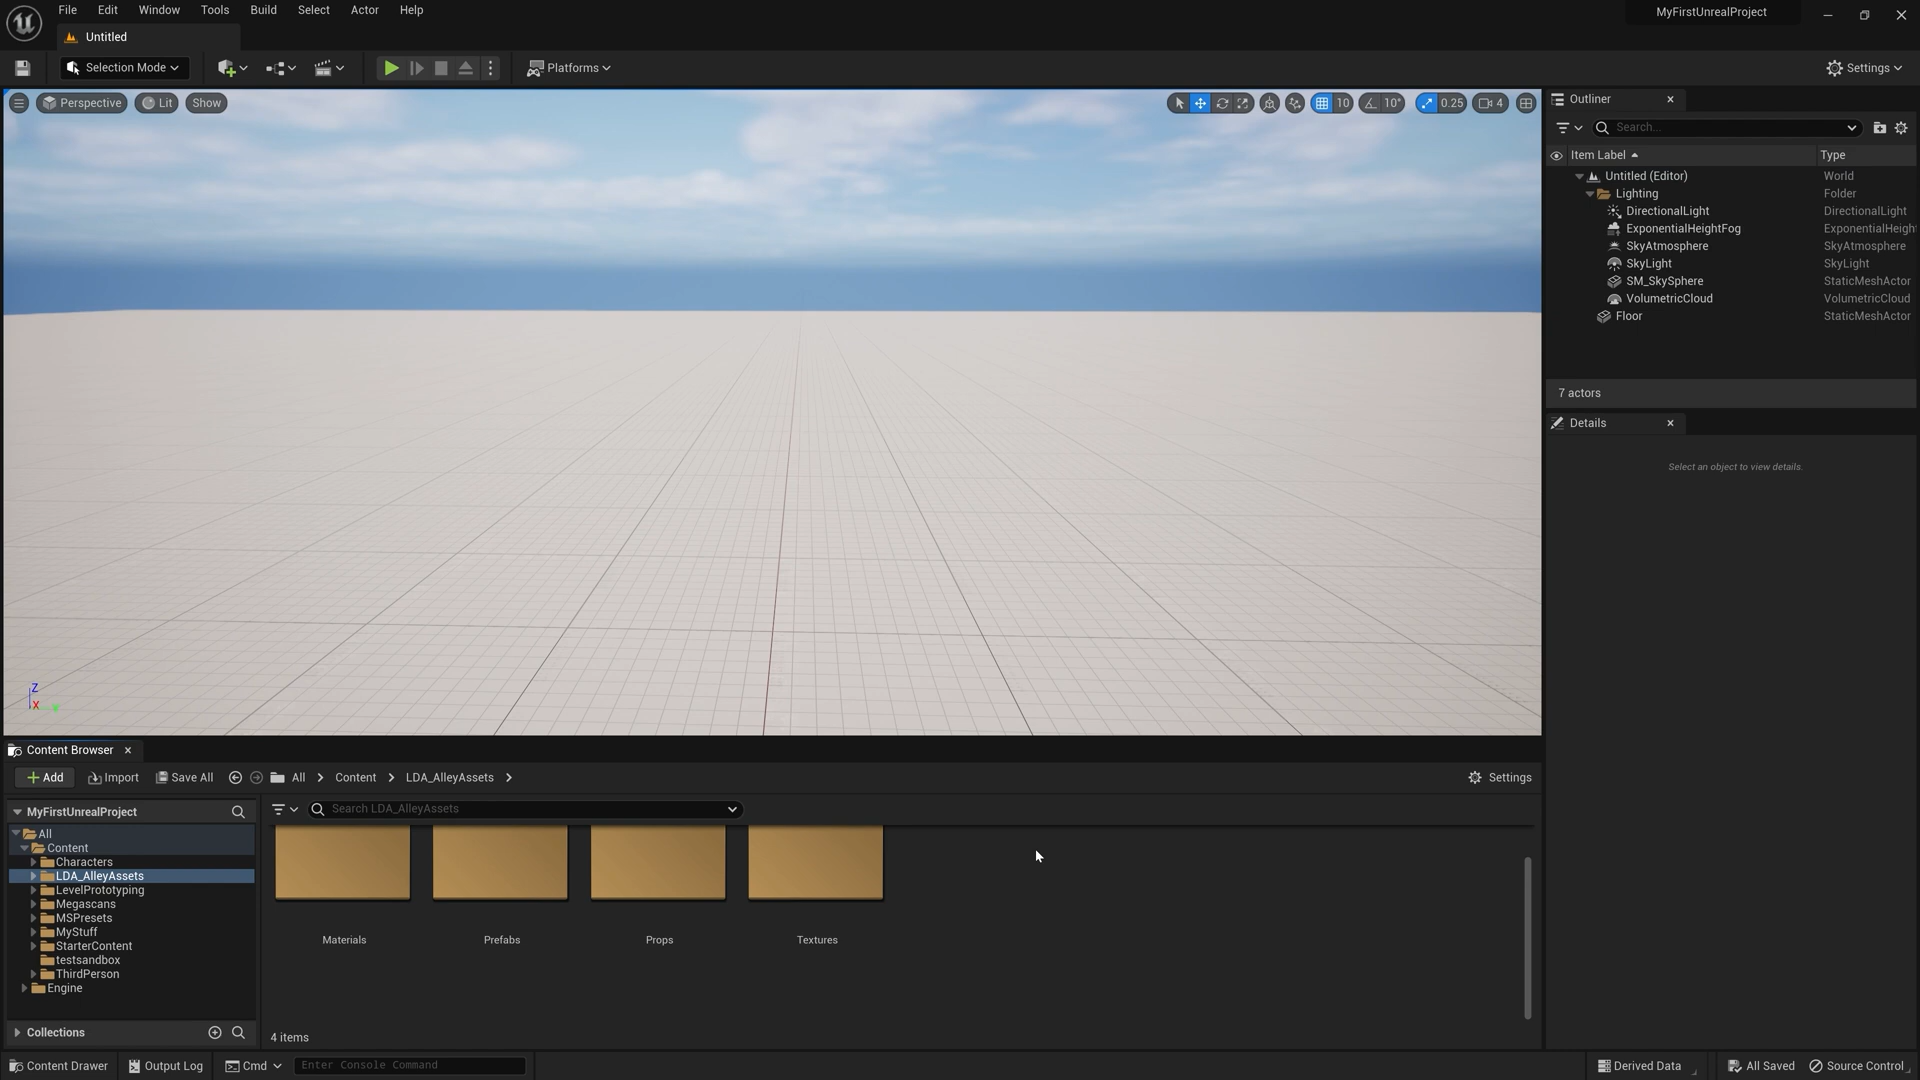 File Edit Window Tools Build Select Actor Help
MyFirstUnrealProject
Untitled
Selection Mode
Platforms
Settings
Perspective
Lit
Show
10
10°
0.25
4
Outliner
Search...
Item Label Type
Untitled (Editor) World
Lighting Folder
DirectionalLight DirectionalLight
ExponentialHeightFog ExponentialHeigh
SkyAtmosphere SkyAtmosphere
SkyLight SkyLight
SM_SkySphere StaticMeshActor
VolumetricCloud VolumetricCloud
Floor StaticMeshActor
7 actors
Details
Select an object to view details.
Z
X
Content Browser
Add Import Save All All Content LDA_AlleyAssets Settings
MyFirstUnrealProject
Search LDA_AlleyAssets
All
Content
Characters
LDA_AlleyAssets
LevelPrototyping
Megascans
MSPresets
MyStuff
StarterContent
testsandbox
ThirdPerson
Engine
Collections
Materials Prefabs Props Textures
4 items
Content Drawer Output Log Cmd Enter Console Command Derived Data All Saved Source Control